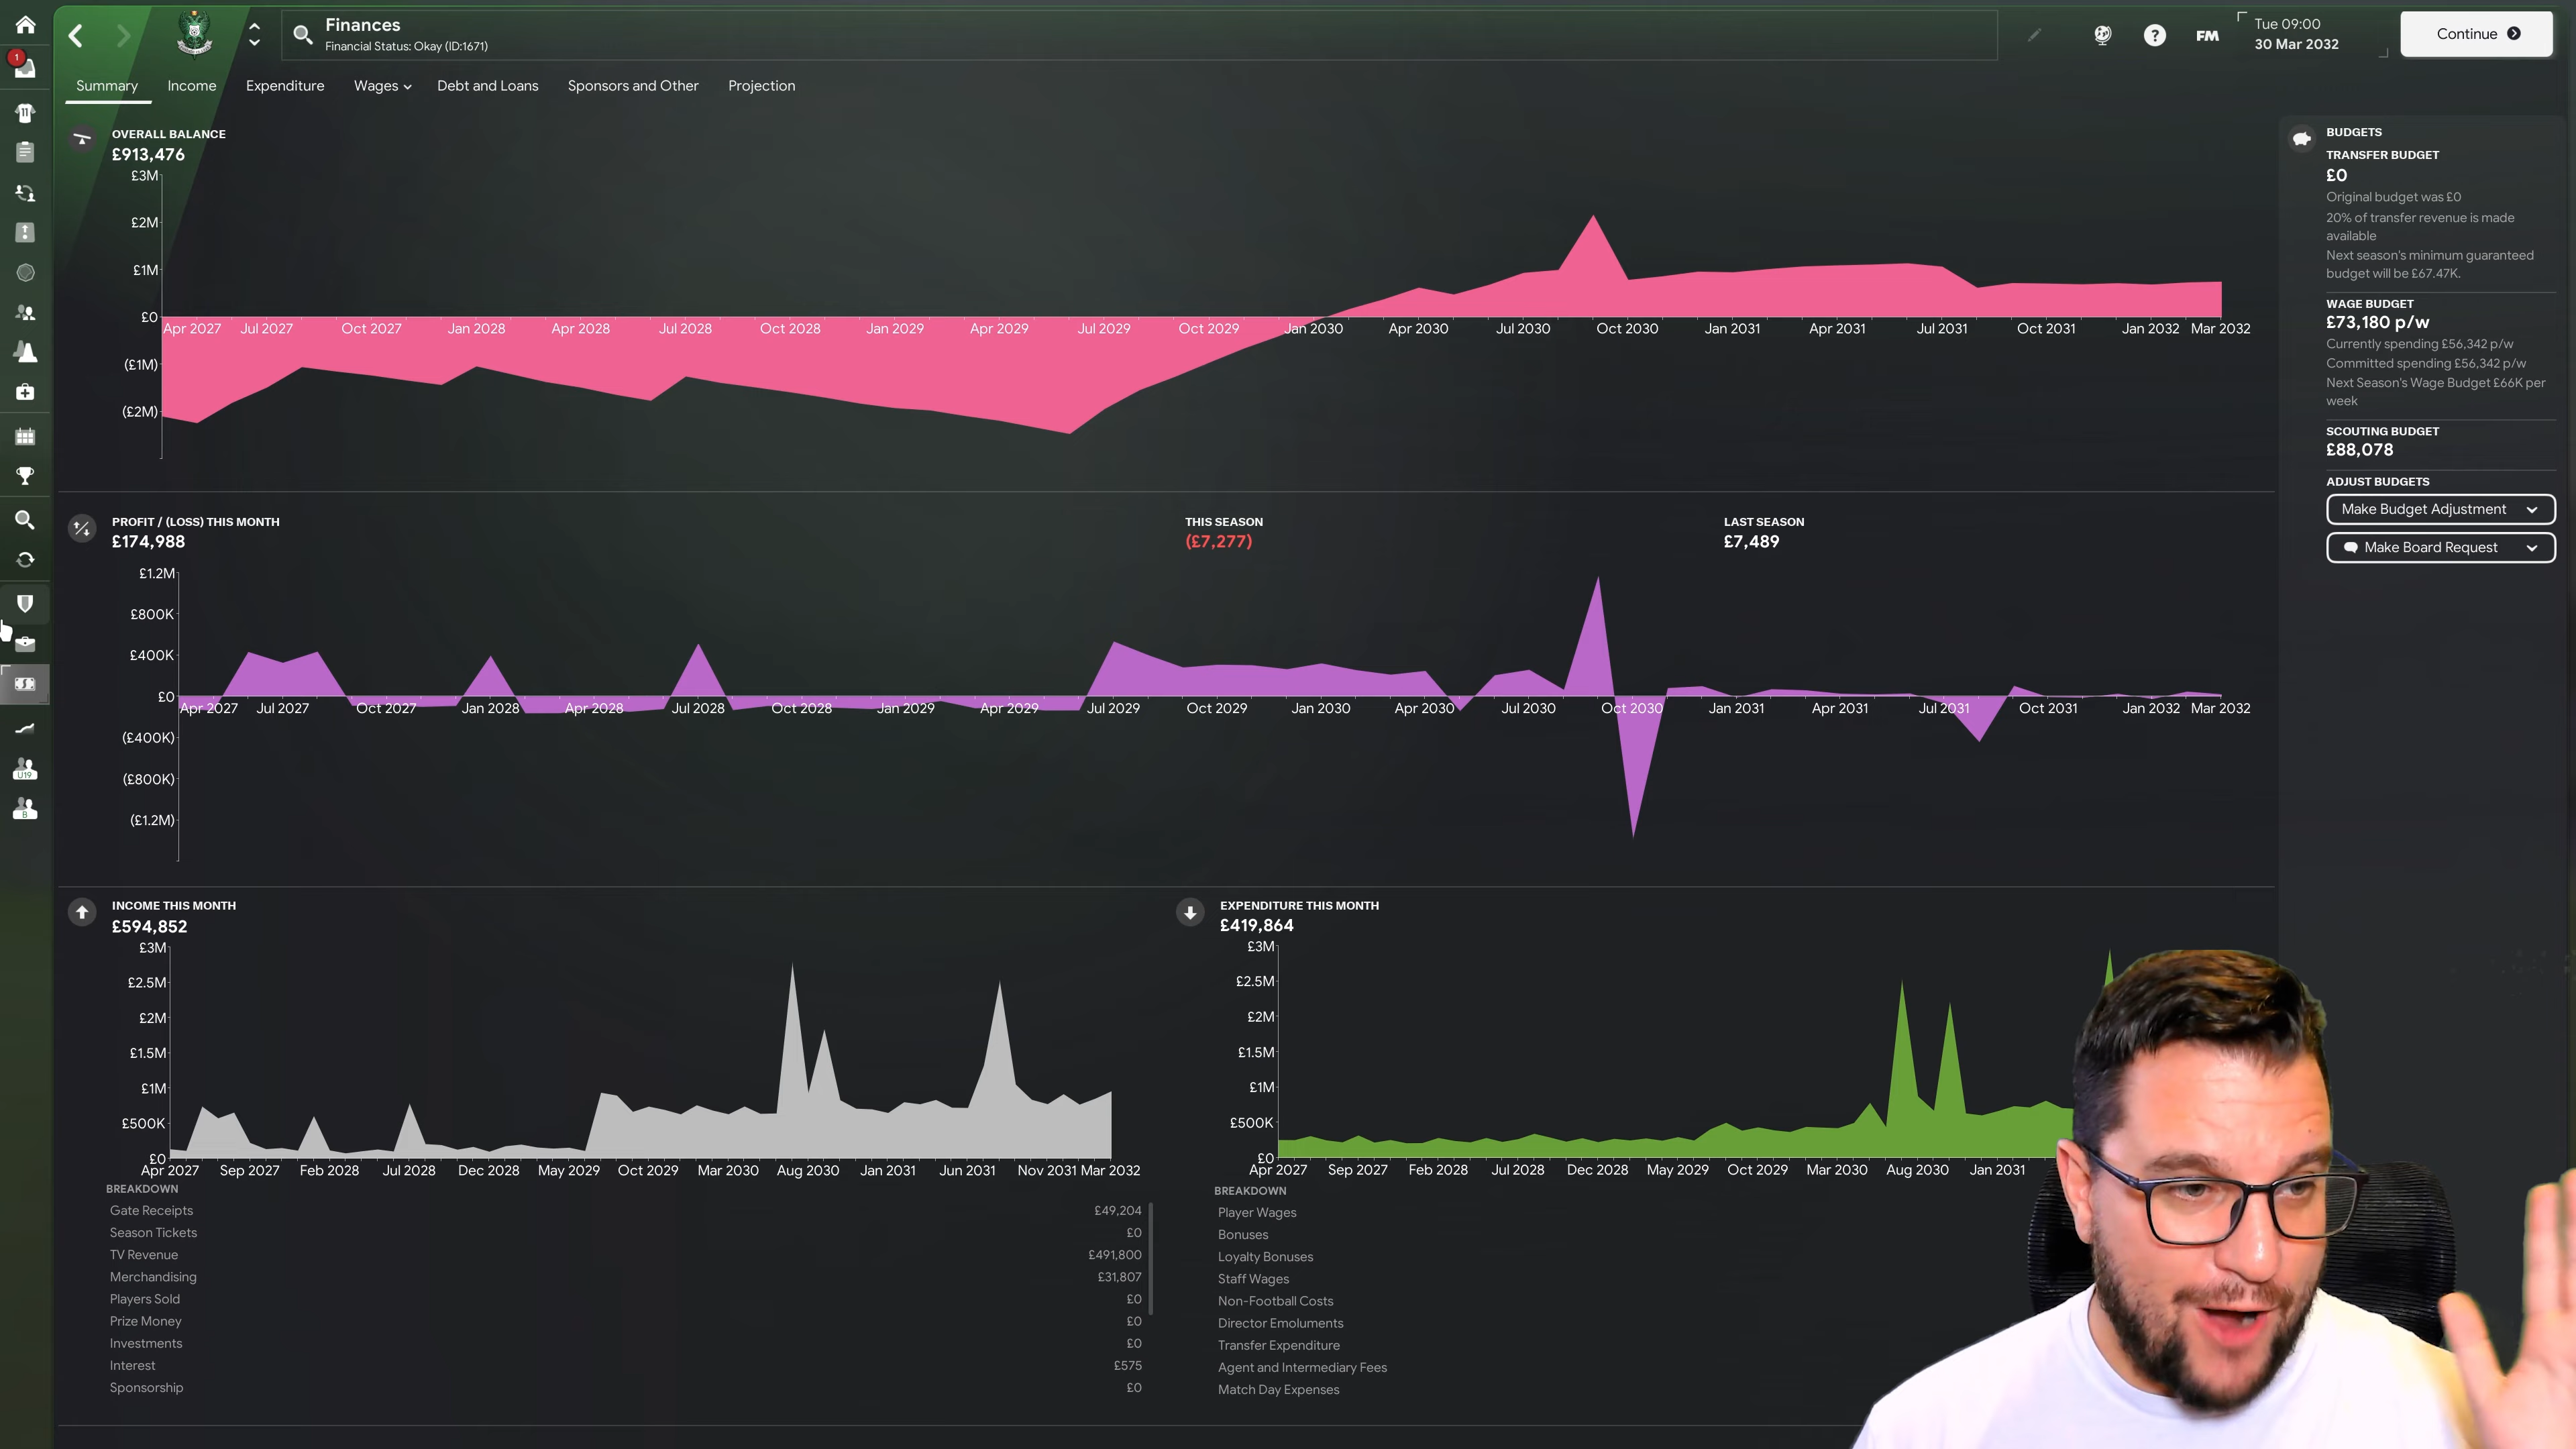 Finances
Financial Status: Okay (ID:1671)
FM
Tue 09:00
30 Mar 2032
Continue
1
Summary
Income
Expenditure
Wages
Debt and Loans
Sponsors and Other
Projection
OVERALL BALANCE
£913,476
£3M
£2M
£1M
£0
(£1M)
(£2M)
Apr 2027
Jul 2027
Oct 2027
Jan 2028
Apr 2028
Jul 2028
Oct 2028
Jan 2029
Apr 2029
Jul 2029
Oct 2029
Jan 2030
Apr 2030
Jul 2030
Oct 2030
Jan 2031
Apr 2031
Jul 2031
Oct 2031
Jan 2032
Mar 2032
BUDGETS
TRANSFER BUDGET
£0
Original budget was £0
20% of transfer revenue is made
available
Next season's minimum guaranteed
budget will be £67.47K.
WAGE BUDGET
£73,180 p/w
Currently spending £56,342 p/w
Committed spending £56,342 p/w
Next Season's Wage Budget £66K per
week
SCOUTING BUDGET
£88,078
ADJUST BUDGETS
Make Budget Adjustment
Make Board Request
PROFIT / (LOSS) THIS MONTH
£174,988
THIS SEASON
(£7,277)
LAST SEASON
£7,489
£1.2M
£800K
£400K
£0
(£400K)
(£800K)
(£1.2M)
Apr 2027
Jul 2027
Oct 2027
Jan 2028
Apr 2028
Jul 2028
Oct 2028
Jan 2029
Apr 2029
Jul 2029
Oct 2029
Jan 2030
Apr 2030
Jul 2030
Oct 2030
Jan 2031
Apr 2031
Jul 2031
Oct 2031
Jan 2032
Mar 2032
U19
B
INCOME THIS MONTH
£594,852
£3M
£2.5M
£2M
£1.5M
£1M
£500K
£0
Apr 2027
Sep 2027
Feb 2028
Jul 2028
Dec 2028
May 2029
Oct 2029
Mar 2030
Aug 2030
Jan 2031
Jun 2031
Nov 2031
Mar 2032
BREAKDOWN
Gate Receipts £49,204
Season Tickets £0
TV Revenue £491,800
Merchandising £31,807
Players Sold £0
Prize Money £0
Investments £0
Interest £575
Sponsorship £0
EXPENDITURE THIS MONTH
£419,864
£3M
£2.5M
£2M
£1.5M
£1M
£500K
£0
Apr 2027
Sep 2027
Feb 2028
Jul 2028
Dec 2028
May 2029
Oct 2029
Mar 2030
Aug 2030
Jan 2031
BREAKDOWN
Player Wages
Bonuses
Loyalty Bonuses
Staff Wages
Non-Football Costs
Director Emoluments
Transfer Expenditure
Agent and Intermediary Fees
Match Day Expenses